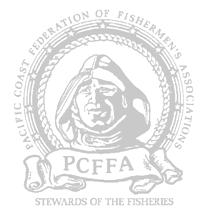 PACIFIC COAST FEDERATION OF FISHERMEN'S ASSOCIATIONS
PCFFA
STEWARDS OF THE FISHERIES